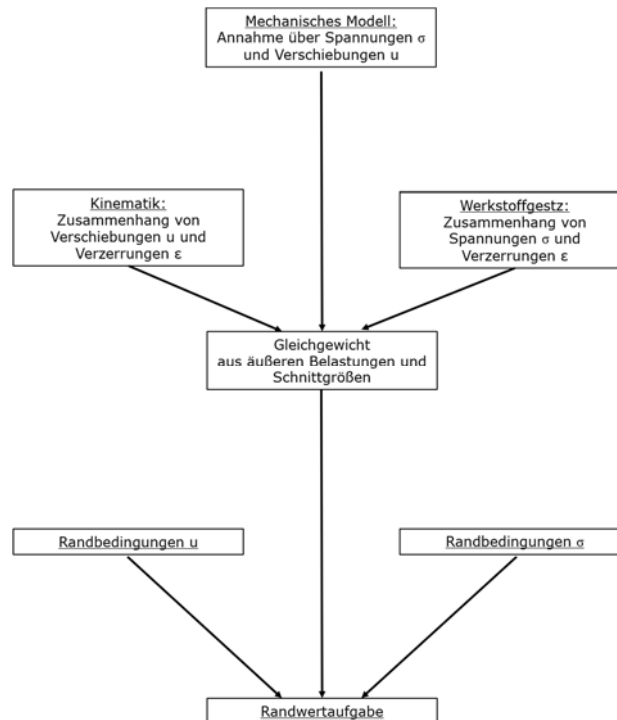 Mechanisches Modell:
Annahme über Spannungen σ
und Verschiebungen u
Kinematik:
Zusammenhang von
Verschiebungen u und
Verzerrungen ε
Werkstoffgestz:
Zusammenhang von
Spannungen σ und
Verzerrungen ε
Gleichgewicht
aus äußeren Belastungen und
Schnittgrößen
Randbedingungen u
Randbedingungen σ
Randwertaufgabe